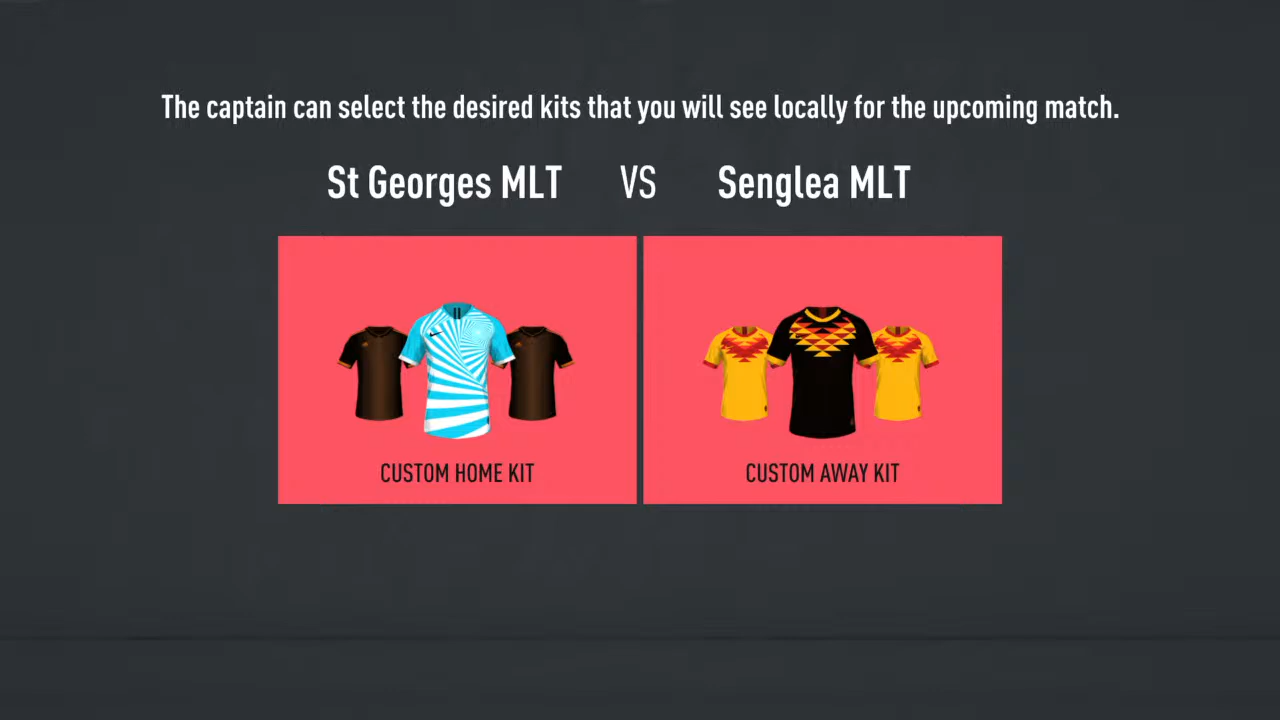 The captain can select the desired kits that you will see locally for the upcoming match.
St Georges MLT VS Senglea MLT
CUSTOM HOME KIT
CUSTOM AWAY KIT